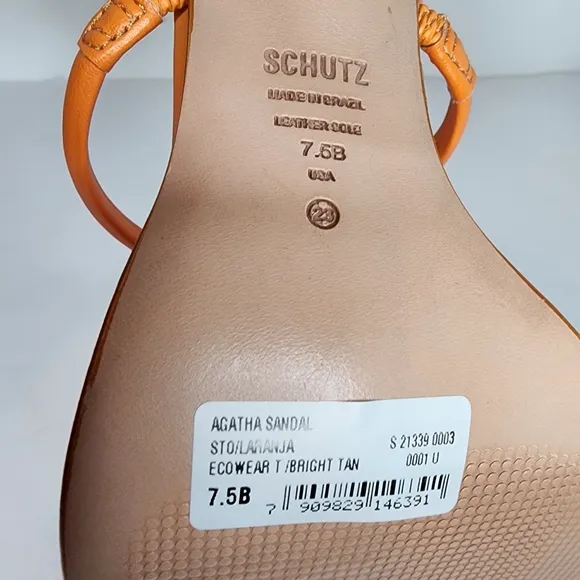 SCHUTZ
MADE IN BRAZIL
LEATHER SOLE
7.5B
USA
23
AGATHA SANDAL
STO/LARANJA S 21339 0003
ECOWEAR T /BRIGHT TAN 0001 U
7.5B 7 909829 146391